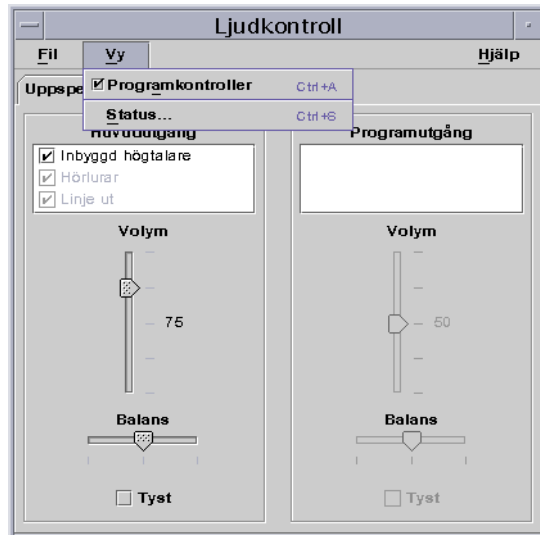 Ljudkontroll
Fil Vy Hjälp
Uppspe
Programkontroller Ctrl+A
Status... Ctrl+S
Huvudutgång Programutgång
Inbyggd högtalare
Hörlurar
Linje ut
Volym Volym
75 50
Balans Balans
Tyst Tyst